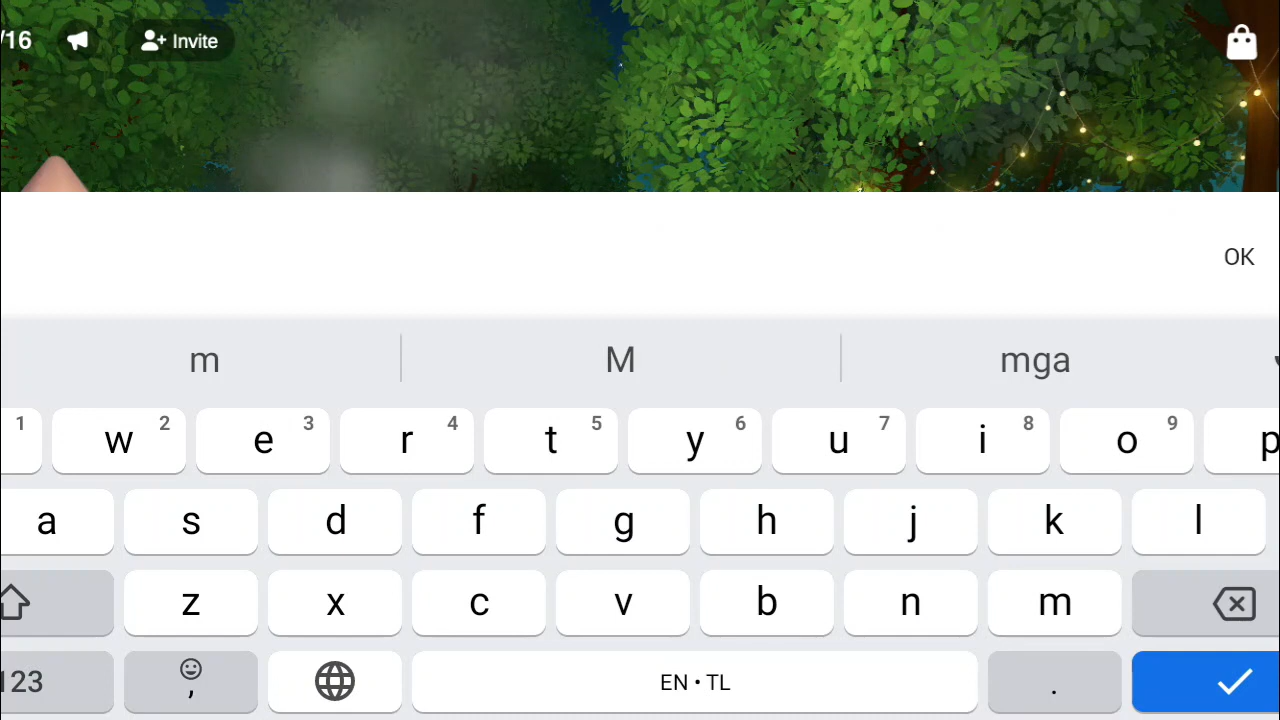 /16 Invite
OK
m M mga
1 w 2 e 3 r 4 t 5 y 6 u 7 i 8 o 9 p
a s d f g h j k l
z x c v b n m
123 , EN • TL .